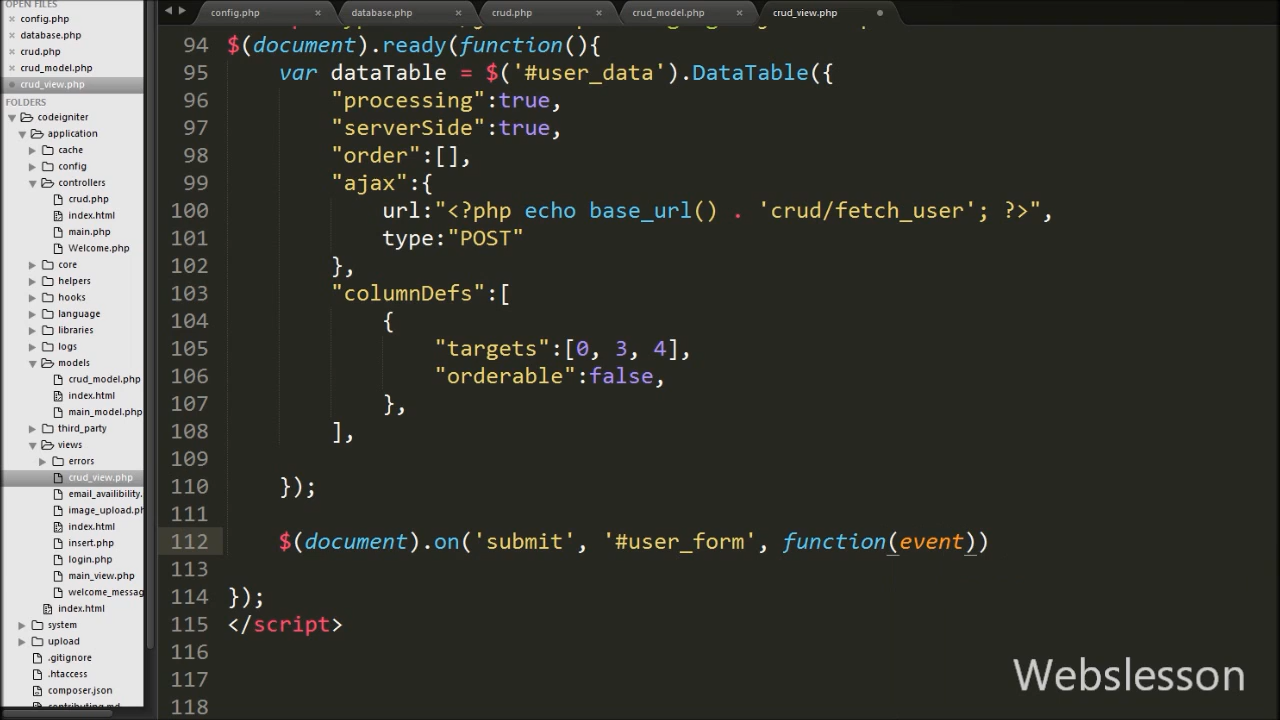 config.php × database.php × crud.php × crud_model.php × crud_view.php
OPEN FILES
× config.php
× database.php
× crud.php
× crud_model.php
crud_view.php
FOLDERS
codeigniter
application
cache
config
controllers
crud.php
index.html
main.php
Welcome.php
core
helpers
hooks
language
libraries
logs
models
crud_model.php
index.html
main_model.php
third_party
views
errors
crud_view.php
email_availibility.
image_upload.ph
index.html
insert.php
login.php
main_view.php
welcome_messag
index.html
system
upload
.gitignore
.htaccess
composer.json
contributing.md
94 $(document).ready(function(){
95 var dataTable = $('#user_data').DataTable({
96 "processing":true,
97 "serverSide":true,
98 "order":[],
99 "ajax":{
100 url:"<?php echo base_url() . 'crud/fetch_user'; ?>",
101 type:"POST"
102 },
103 "columnDefs":[
104 {
105 "targets":[0, 3, 4],
106 "orderable":false,
107 },
108 ],
109
110 });
111
112 $(document).on('submit', '#user_form', function(event))
113
114 });
115 </script>
116
117
118
Webslesson